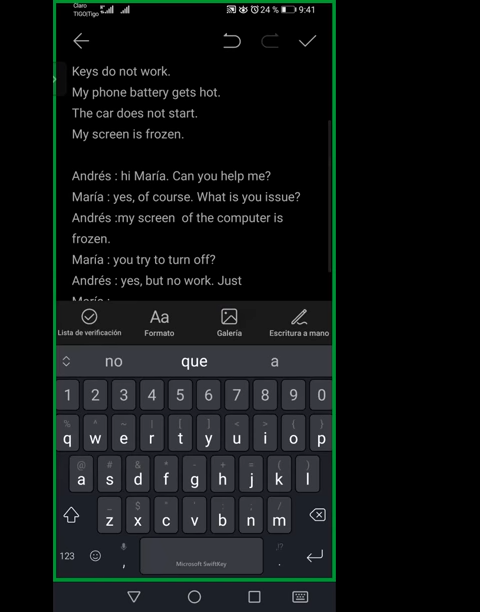 Claro
TIGO|Tigo
24 % 9:41
Keys do not work.
My phone battery gets hot.
The car does not start.
My screen is frozen.
Andrés : hi María. Can you help me?
María : yes, of course. What is you issue?
Andrés :my screen  of the computer is
frozen.
María : you try to turn off?
Andrés : yes, but no work. Just
María :
Lista de verificación
Aa
Formato
Galería
Escritura a mano
no que a
1 2 3 4 5 6 7 8 9 0
% ^ ~ | [ ] < > { }
q w e r t y u i o p
@ # & * - + = ( )
a s d f g h j k l
_ $ " ' : ; /
z x c v b n m
123 , Microsoft SwiftKey ,!? .